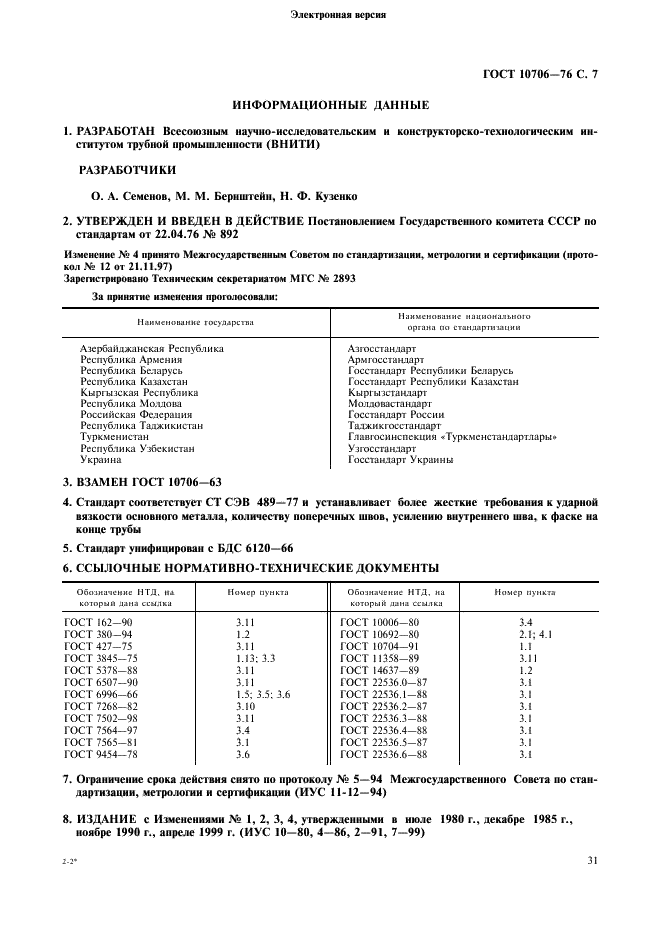 Электронная версия
ГОСТ 10706—76 С. 7
ИНФОРМАЦИОННЫЕ ДАННЫЕ
1. РАЗРАБОТАН Всесоюзным научно-исследовательским и конструкторско-технологическим ин-
ститутом трубной промышленности (ВНИТИ)
РАЗРАБОТЧИКИ
О. А. Семенов, М. М. Бернштейн, Н. Ф. Кузенко
2. УТВЕРЖДЕН И ВВЕДЕН В ДЕЙСТВИЕ Постановлением Государственного комитета СССР по
стандартам от 22.04.76 № 892
Изменение № 4 принято Межгосударственным Советом по стандартизации, метрологии и сертификации (прото-
кол № 12 от 21.11.97)
Зарегистрировано Техническим секретариатом МГС № 2893
За принятие изменения проголосовали:
Наименование государства
Наименование национального
органа по стандартизации
Азербайджанская Республика Азгосстандарт
Республика Армения Армгосстандарт
Республика Беларусь Госстандарт Республики Беларусь
Республика Казахстан Госстандарт Республики Казахстан
Кыргызская Республика Кыргызстандарт
Республика Молдова Молдовастандарт
Российская Федерация Госстандарт России
Республика Таджикистан Таджикгосстандарт
Туркменистан Главгосинспекция «Туркменстандартлары»
Республика Узбекистан Узгосстандарт
Украина Госстандарт Украины
3. ВЗАМЕН ГОСТ 10706—63
4. Стандарт соответствует СТ СЭВ 489—77 и устанавливает более жесткие требования к ударной
вязкости основного металла, количеству поперечных швов, усилению внутреннего шва, к фаске на
конце трубы
5. Стандарт унифицирован с БДС 6120—66
6. ССЫЛОЧНЫЕ НОРМАТИВНО-ТЕХНИЧЕСКИЕ ДОКУМЕНТЫ
Обозначение НТД, на Номер пункта Обозначение НТД, на Номер пункта
который дана ссылка который дана ссылка
ГОСТ 162—90 3.11 ГОСТ 10006—80 3.4
ГОСТ 380—94 1.2 ГОСТ 10692—80 2.1; 4.1
ГОСТ 427—75 3.11 ГОСТ 10704—91 1.1
ГОСТ 3845—75 1.13; 3.3 ГОСТ 11358—89 3.11
ГОСТ 5378—88 3.11 ГОСТ 14637—89 1.2
ГОСТ 6507—90 3.11 ГОСТ 22536.0—87 3.1
ГОСТ 6996—66 1.5; 3.5; 3.6 ГОСТ 22536.1—88 3.1
ГОСТ 7268—82 3.10 ГОСТ 22536.2—87 3.1
ГОСТ 7502—98 3.11 ГОСТ 22536.3—88 3.1
ГОСТ 7564—97 3.4 ГОСТ 22536.4—88 3.1
ГОСТ 7565—81 3.1 ГОСТ 22536.5—87 3.1
ГОСТ 9454—78 3.6 ГОСТ 22536.6—88 3.1
7. Ограничение срока действия снято по протоколу № 5—94 Межгосударственного Совета по стан-
дартизации, метрологии и сертификации (ИУС 11-12—94)
8. ИЗДАНИЕ с Изменениями № 1, 2, 3, 4, утвержденными в июле 1980 г., декабре 1985 г.,
ноябре 1990 г., апреле 1999 г. (ИУС 10—80, 4—86, 2—91, 7—99)
2-2* 31